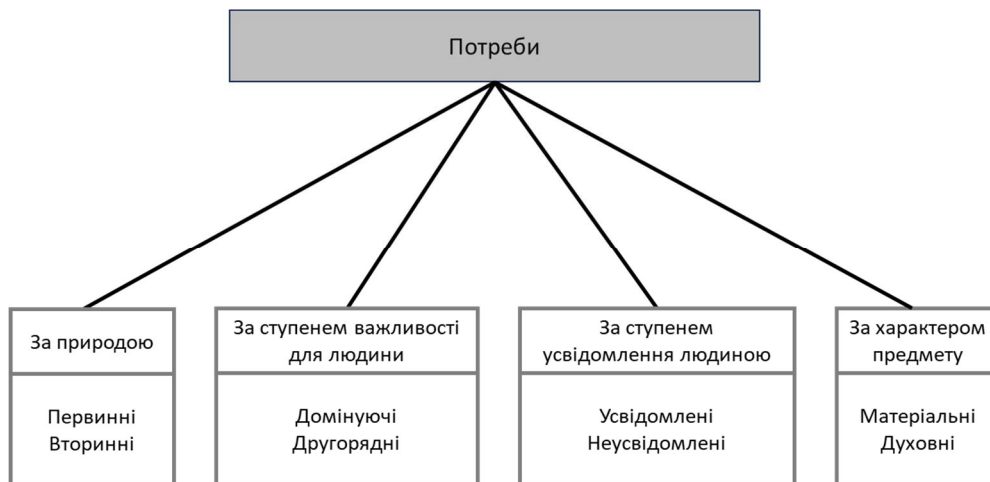 Потреби
За природою
Первинні
Вторинні
За ступенем важливості
для людини
Домінуючі
Другорядні
За ступенем
усвідомлення людиною
Усвідомлені
Неусвідомлені
За характером
предмету
Матеріальні
Духовні